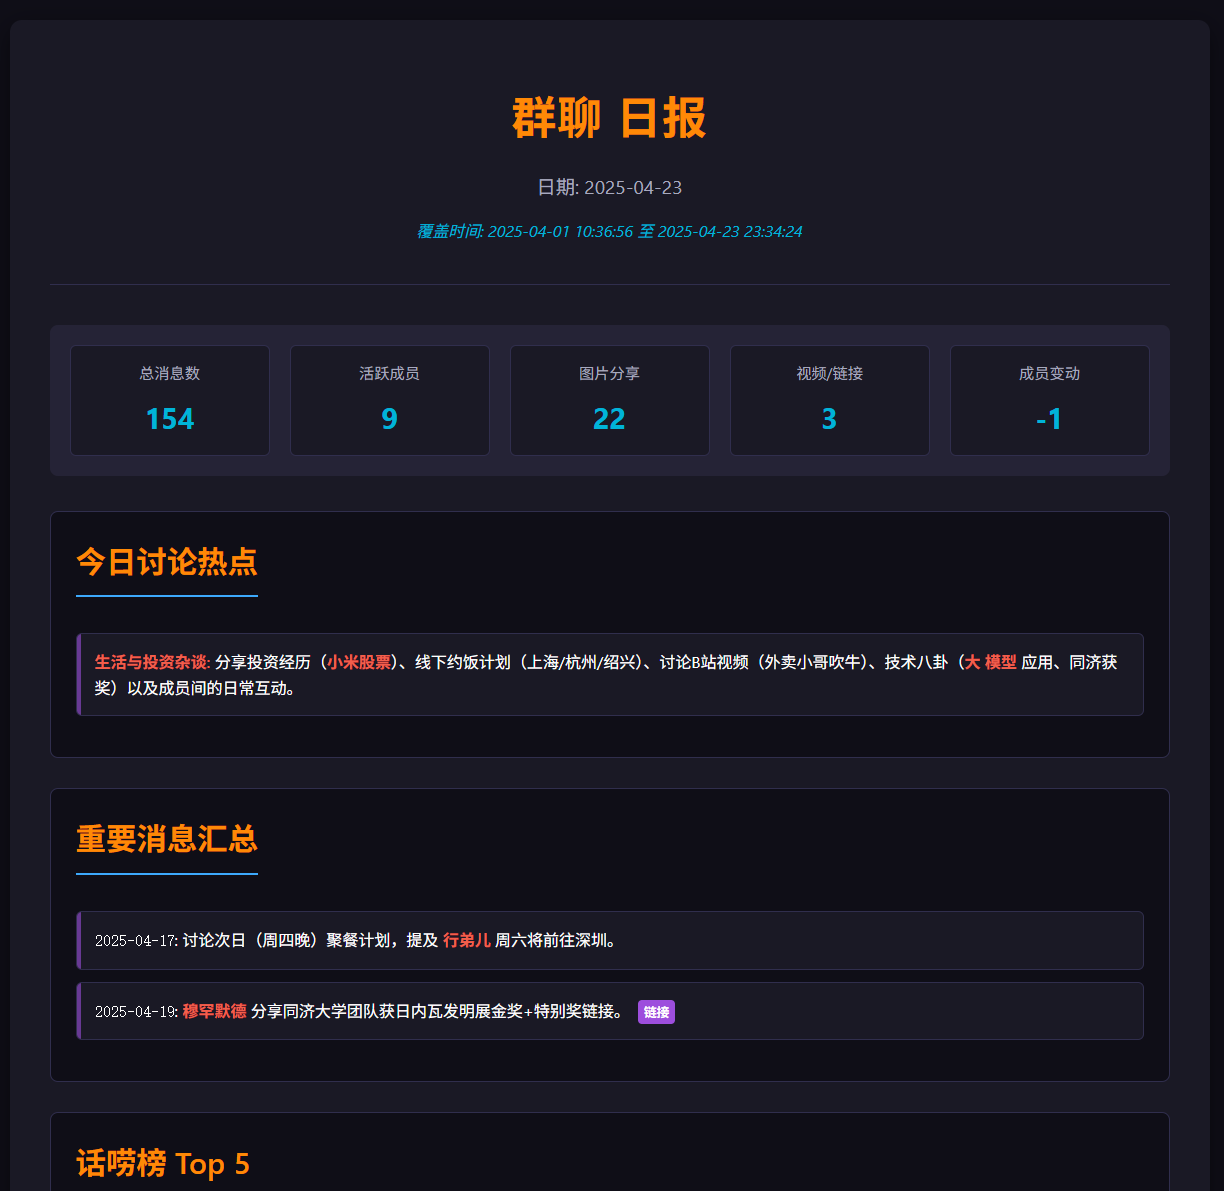 群聊 日报
日期: 2025-04-23
覆盖时间: 2025-04-01 10:36:56 至 2025-04-23 23:34:24
总消息数
154
活跃成员
9
图片分享
22
视频/链接
3
成员变动
-1
今日讨论热点
生活与投资杂谈: 分享投资经历（小米股票）、线下约饭计划（上海/杭州/绍兴）、讨论B站视频（外卖小哥吹牛）、技术八卦（大 模型 应用、同济获
奖）以及成员间的日常互动。
重要消息汇总
2025-04-17: 讨论次日（周四晚）聚餐计划，提及 行弟儿 周六将前往深圳。
2025-04-19: 穆罕默德 分享同济大学团队获日内瓦发明展金奖+特别奖链接。 链接
话唠榜 Top 5